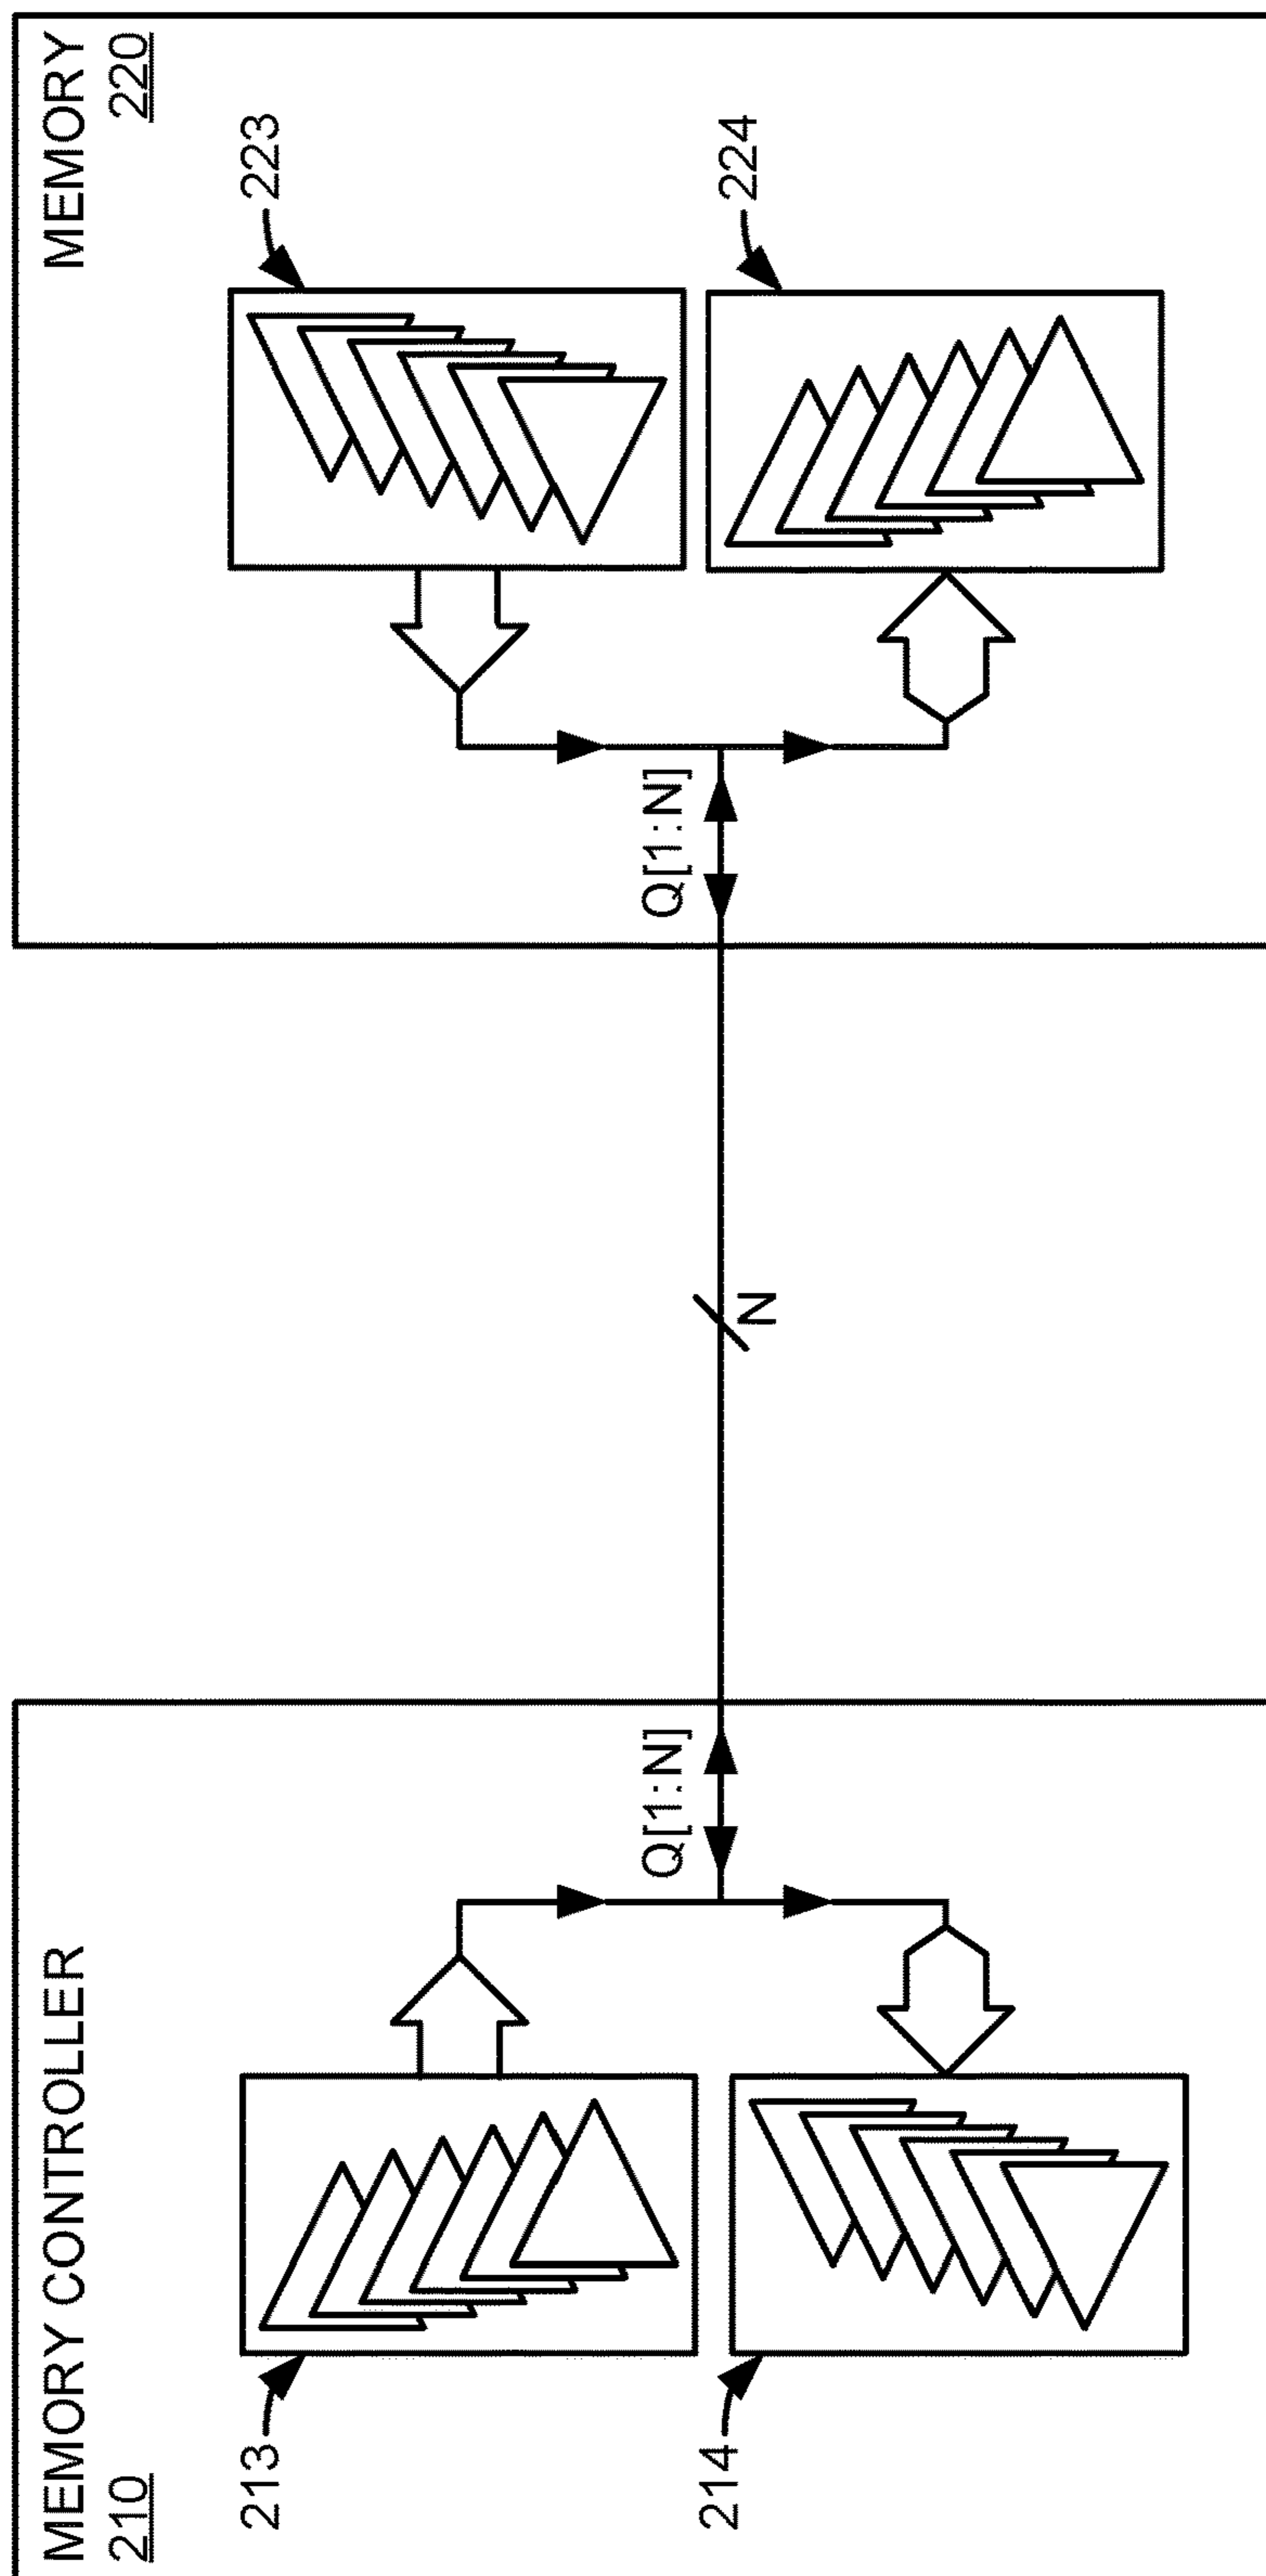 MEMORY CONTROLLER
210
213
214
Q[1:N]
N
Q[1:N]
MEMORY
220
223
224